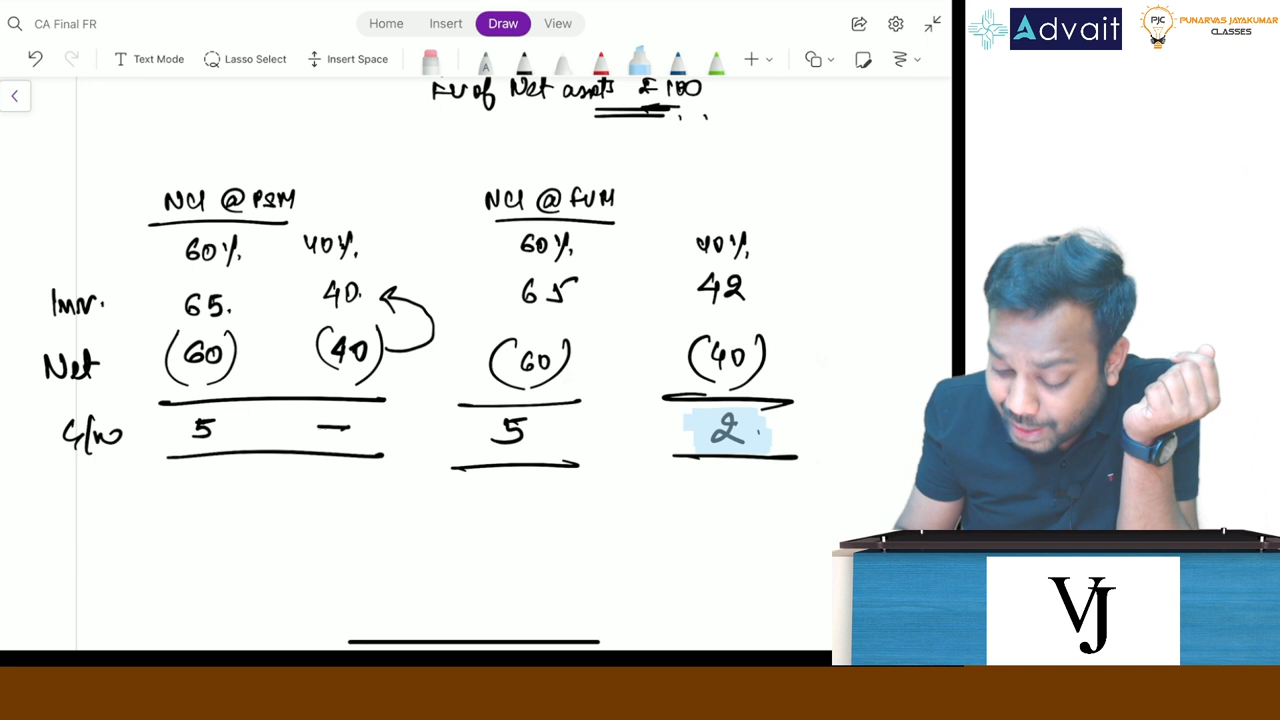 CA Final FR
Home Insert Draw View
Text Mode Lasso Select Insert Space
Advait
PJC PUNARVAS JAYAKUMAR
CLASSES
FV of Net assets = 100
NCI @ PSM NCI @ FVM
60% 40% 60% 40%
Inv. 65. 40. 65 42
Net (60) (40) (60) (40)
G/W 5 — 5 2
VJ